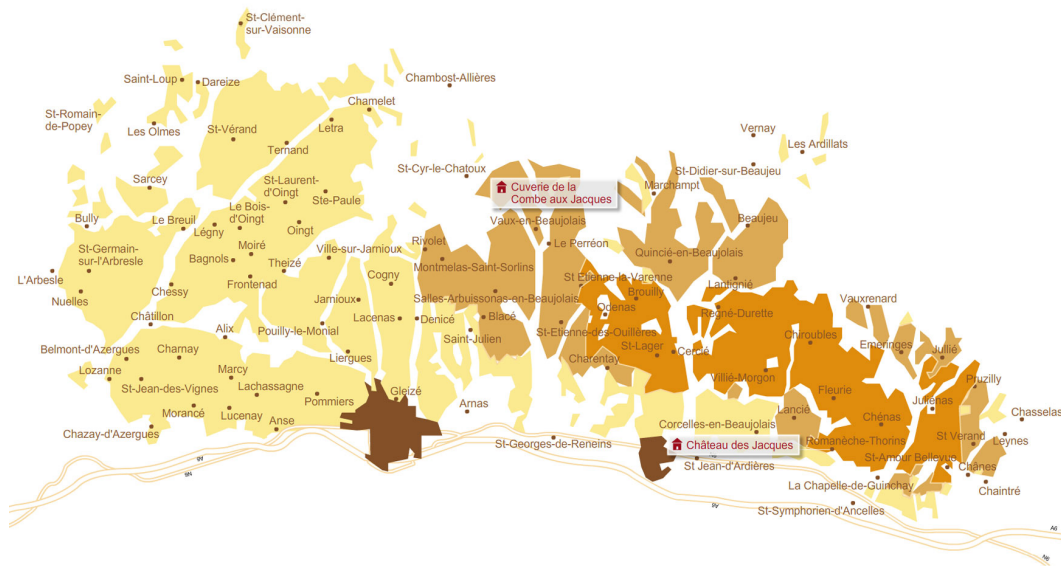 St-Clément-
sur-Vaisonne
Saint-Loup
Dareize
Chambost-Allières
St-Romain-
de-Popey
Les Olmes
St-Vérand
Chamelet
Letra
Ternand
Vernay
Les Ardillats
Sarcey
St-Laurent-
d'Oingt
Ste-Paule
St-Cyr-le-Chatoux
Cuverie de la
Combe aux Jacques
Marchampt
St-Didier-sur-Beaujeu
Bully
Le Breuil
Légny
Le Bois-
d'Oingt
Oingt
Vaux-en-Beaujolais
Beaujeu
St-Germain-
sur-l'Arbresle
Moiré
Bagnols
Theizé
Ville-sur-Jarnioux
Rivolet
Le Perréon
Montmelas-Saint-Sorlins
Quincié-en-Beaujolais
L'Arbesle
Nuelles
Chessy
Frontenad
Cogny
St Etienne-la-Varenne
Lantignié
Jarnioux
Salles-Arbuissonas-en-Beaujolais
Brouilly
Odenas
Vauxrenard
Châtillon
Pouilly-le-Monial
Lacenas
Denicé
Blacé
St-Etienne-des-Ouillères
Regné-Durette
Alix
Saint-Julien
Chiroubles
Emeringes
Jullié
Belmont-d'Azergues
Charnay
Liergues
Charentay
St-Lager
Cercié
Lozanne
St-Jean-des-Vignes
Marcy
Lachassagne
Villié-Morgon
Pruzilly
Pommiers
Gleizé
Fleurie
Juliénas
Morancé
Lucenay
Anse
Arnas
Lancié
Chénas
Chasselas
Chazay-d'Azergues
Corcelles-en-Beaujolais
St-Georges-de-Reneins
Château des Jacques
Romanèche-Thorins
St Verand
Leynes
St-Amour Bellevue
Chânes
St Jean-d'Ardières
La Chapelle-de-Guinchay
Chaintré
St-Symphorien-d'Ancelles
A6
N6